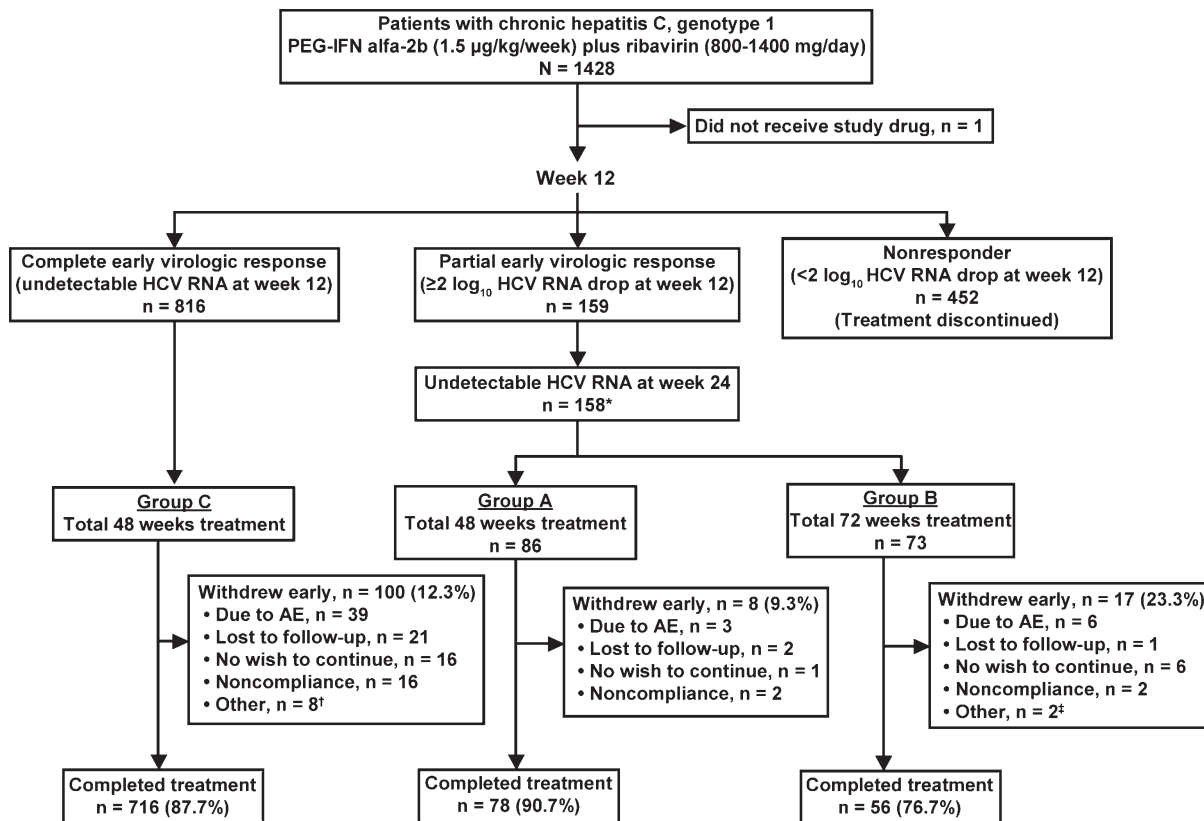 Patients with chronic hepatitis C, genotype 1
PEG-IFN alfa-2b (1.5 µg/kg/week) plus ribavirin (800-1400 mg/day)
N = 1428
Did not receive study drug, n = 1
Week 12
Complete early virologic response
(undetectable HCV RNA at week 12)
n = 816
Partial early virologic response
(≥2 log₁₀ HCV RNA drop at week 12)
n = 159
Nonresponder
(<2 log₁₀ HCV RNA drop at week 12)
n = 452
(Treatment discontinued)
Undetectable HCV RNA at week 24
n = 158*
Group C
Total 48 weeks treatment
Group A
Total 48 weeks treatment
n = 86
Group B
Total 72 weeks treatment
n = 73
Withdrew early, n = 100 (12.3%)
• Due to AE, n = 39
• Lost to follow-up, n = 21
• No wish to continue, n = 16
• Noncompliance, n = 16
• Other, n = 8†
Withdrew early, n = 8 (9.3%)
• Due to AE, n = 3
• Lost to follow-up, n = 2
• No wish to continue, n = 1
• Noncompliance, n = 2
Withdrew early, n = 17 (23.3%)
• Due to AE, n = 6
• Lost to follow-up, n = 1
• No wish to continue, n = 6
• Noncompliance, n = 2
• Other, n = 2‡
Completed treatment
n = 716 (87.7%)
Completed treatment
n = 78 (90.7%)
Completed treatment
n = 56 (76.7%)